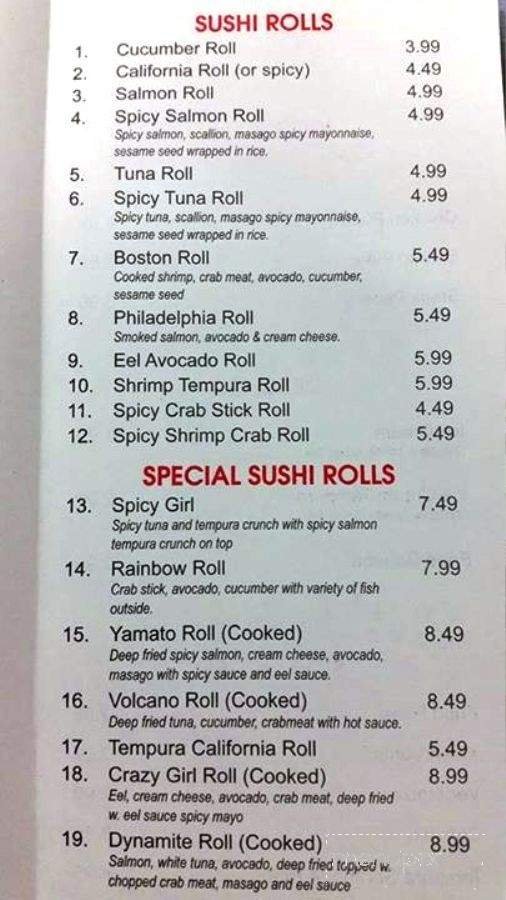 SUSHI ROLLS
1. Cucumber Roll 3.99
2. California Roll (or spicy) 4.49
3. Salmon Roll 4.99
4. Spicy Salmon Roll 4.99
Spicy salmon, scallion, masago spicy mayonnaise,
sesame seed wrapped in rice.
5. Tuna Roll 4.99
6. Spicy Tuna Roll 4.99
Spicy tuna, scallion, masago spicy mayonnaise,
sesame seed wrapped in rice.
7. Boston Roll 5.49
Cooked shrimp, crab meat, avocado, cucumber,
sesame seed
8. Philadelphia Roll 5.49
Smoked salmon, avocado & cream cheese.
9. Eel Avocado Roll 5.99
10. Shrimp Tempura Roll 5.99
11. Spicy Crab Stick Roll 4.49
12. Spicy Shrimp Crab Roll 5.49
SPECIAL SUSHI ROLLS
13. Spicy Girl 7.49
Spicy tuna and tempura crunch with spicy salmon
tempura crunch on top
14. Rainbow Roll 7.99
Crab stick, avocado, cucumber with variety of fish
outside.
15. Yamato Roll (Cooked) 8.49
Deep fried spicy salmon, cream cheese, avocado,
masago with spicy sauce and eel sauce.
16. Volcano Roll (Cooked) 8.49
Deep fried tuna, cucumber, crabmeat with hot sauce.
17. Tempura California Roll 5.49
18. Crazy Girl Roll (Cooked) 8.99
Eel, cream cheese, avocado, crab meat, deep fried
w. eel sauce spicy mayo
19. Dynamite Roll (Cooked) 8.99
Salmon, white tuna, avocado, deep fried topped w.
chopped crab meat, masago and eel sauce